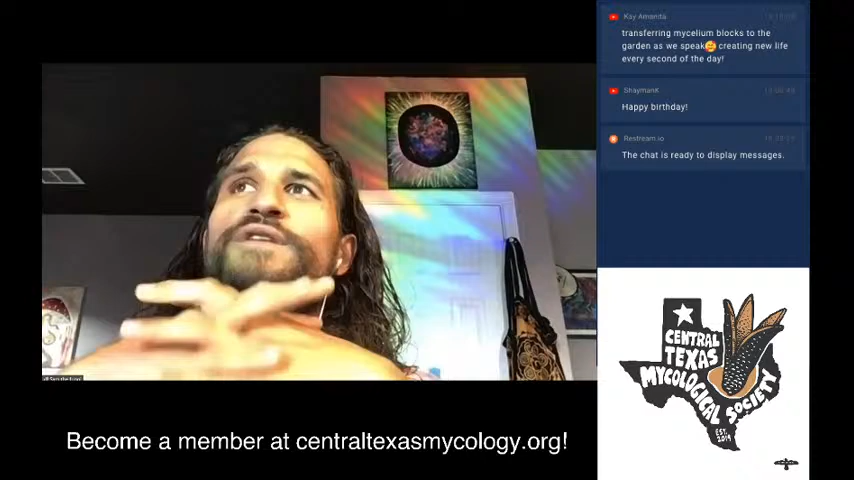 Kay Amenita
transferring mycelium blocks to the
garden as we speak🥰 creating new life
every second of the day!
ShaymanK
Happy birthday!
Restream.io
The chat is ready to display messages.
CENTRAL
TEXAS
MYCOLOGICAL
SOCIETY
EST.
2019
Become a member at centraltexasmycology.org!